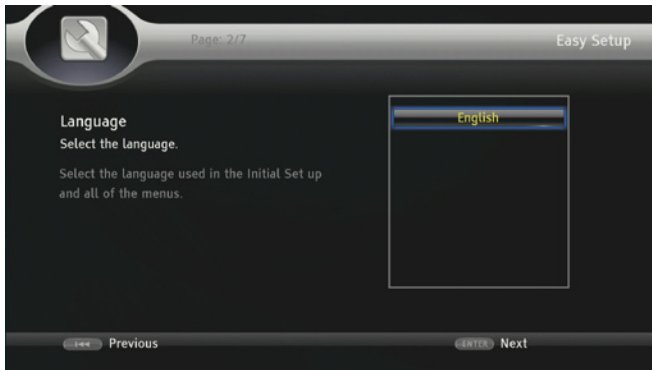 Page: 2/7
Easy Setup
Language
Select the language.
Select the language used in the Initial Set up
and all of the menus.
English
Previous
ENTER Next